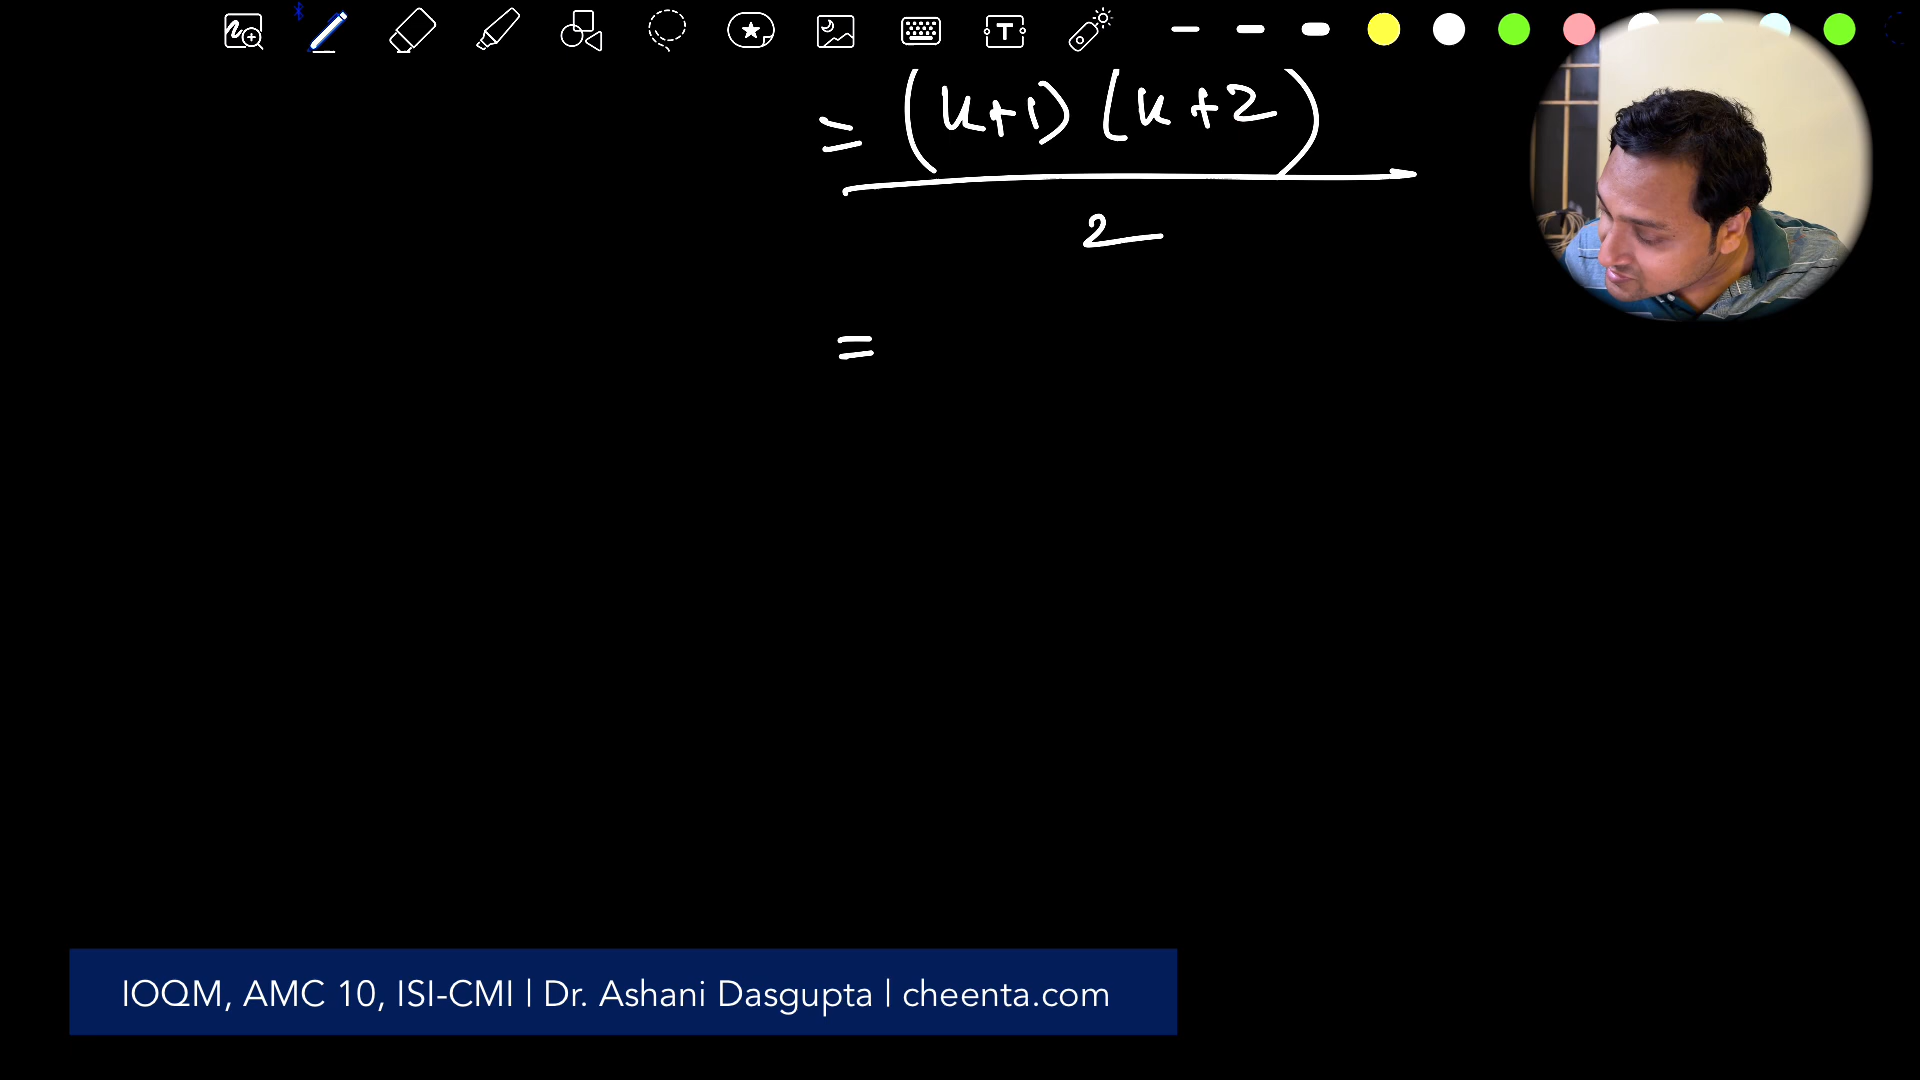 T
= (k+1) (k+2)
2
=
IOQM, AMC 10, ISI-CMI | Dr. Ashani Dasgupta | cheenta.com